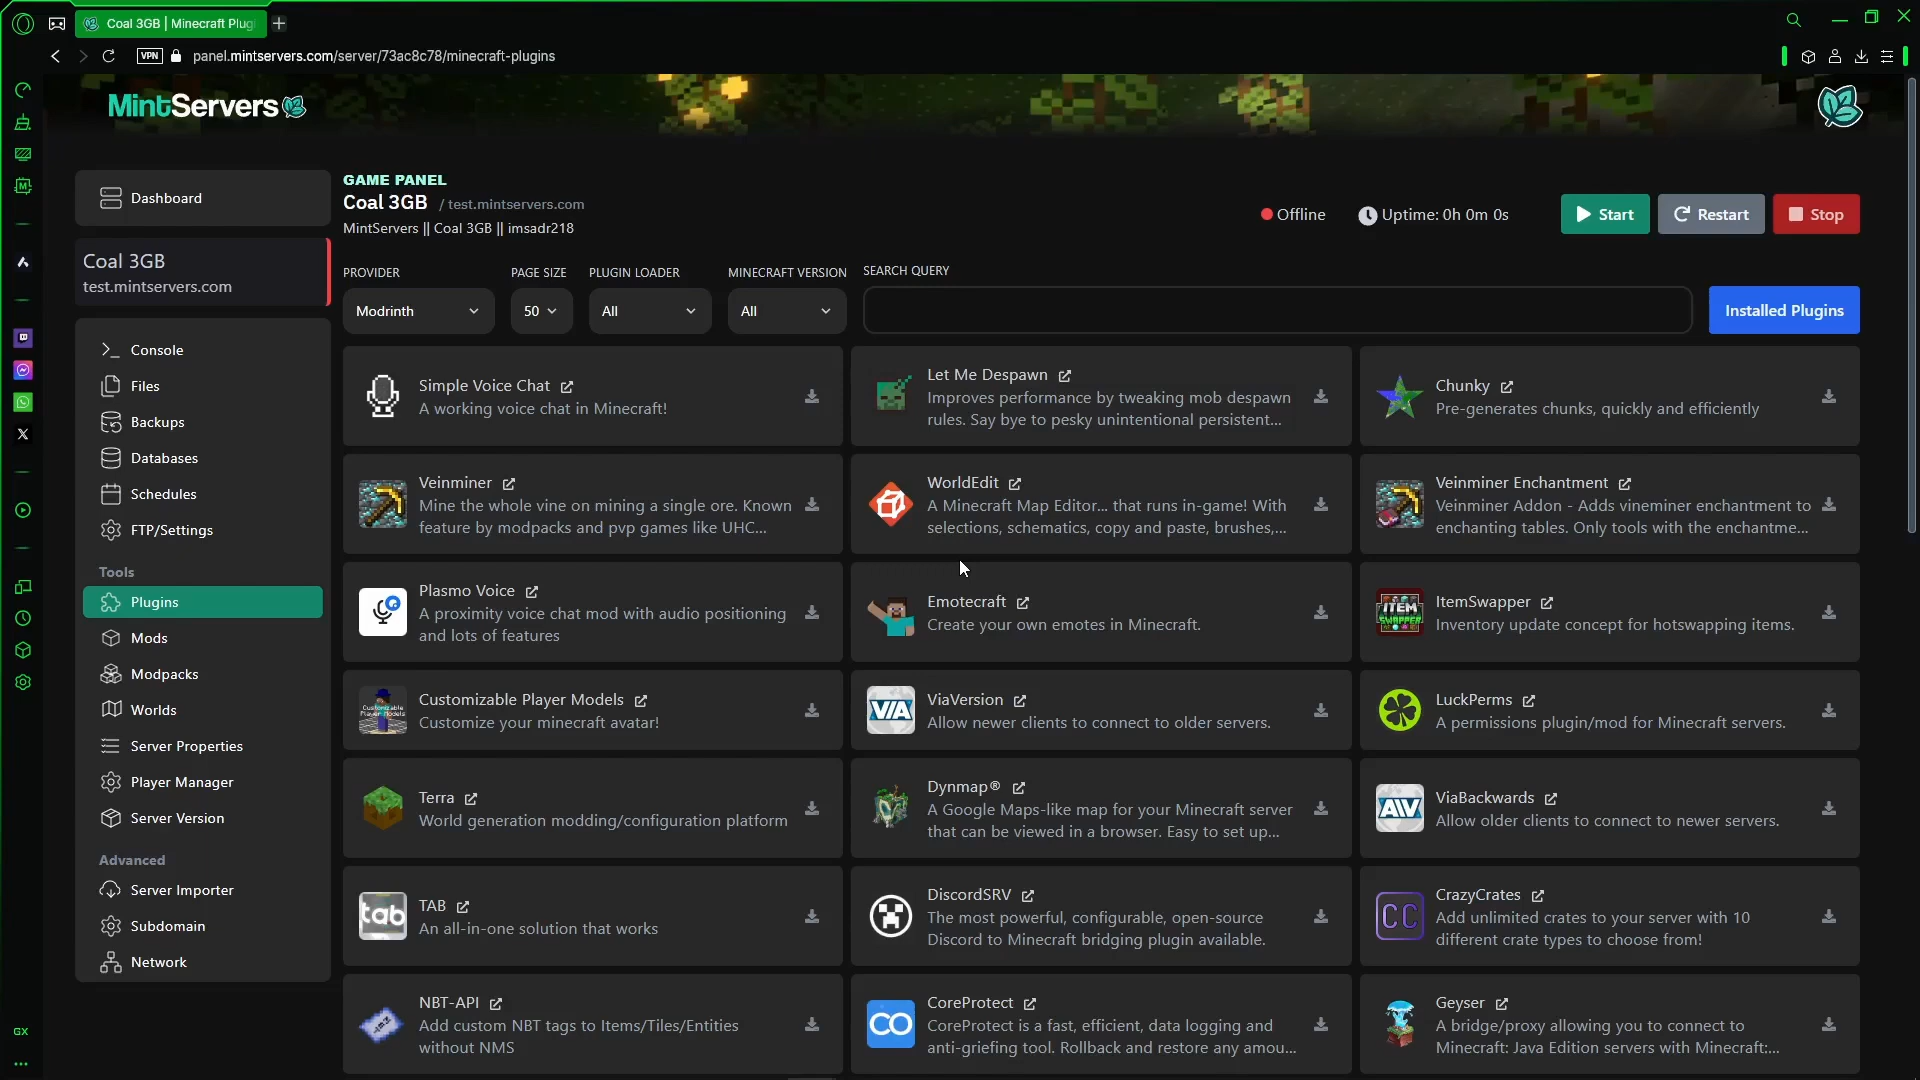 Coal 3GB | Minecraft Plug
VPN
panel.mintservers.com/server/73ac8c78/minecraft-plugins
MintServers
Dashboard
Coal 3GB
test.mintservers.com
Console
Files
Backups
Databases
Schedules
FTP/Settings
Tools
Plugins
Mods
Modpacks
Worlds
Server Properties
Player Manager
Server Version
Advanced
Server Importer
Subdomain
Network
GX
GAME PANEL
Coal 3GB / test.mintservers.com
MintServers || Coal 3GB || imsadr218
Offline
Uptime: 0h 0m 0s
Start
Restart
Stop
PROVIDER
PAGE SIZE
PLUGIN LOADER
MINECRAFT VERSION
SEARCH QUERY
Modrinth
50
All
All
Installed Plugins
Simple Voice Chat
A working voice chat in Minecraft!
Let Me Despawn
Improves performance by tweaking mob despawn
rules. Say bye to pesky unintentional persistent...
Chunky
Pre-generates chunks, quickly and efficiently
Veinminer
Mine the whole vine on mining a single ore. Known
feature by modpacks and pvp games like UHC...
WorldEdit
A Minecraft Map Editor... that runs in-game! With
selections, schematics, copy and paste, brushes,...
Veinminer Enchantment
Veinminer Addon - Adds vineminer enchantment to
enchanting tables. Only tools with the enchantme...
Plasmo Voice
A proximity voice chat mod with audio positioning
and lots of features
Emotecraft
Create your own emotes in Minecraft.
ITEM
SWAPPER
ItemSwapper
Inventory update concept for hotswapping items.
Customizable
Player Models
Customizable Player Models
Customize your minecraft avatar!
VIA
ViaVersion
Allow newer clients to connect to older servers.
LuckPerms
A permissions plugin/mod for Minecraft servers.
Terra
World generation modding/configuration platform
Dynmap®
A Google Maps-like map for your Minecraft server
that can be viewed in a browser. Easy to set up...
ViaBackwards
Allow older clients to connect to newer servers.
tab
TAB
An all-in-one solution that works
DiscordSRV
The most powerful, configurable, open-source
Discord to Minecraft bridging plugin available.
CC
CrazyCrates
Add unlimited crates to your server with 10
different crate types to choose from!
NBT-API
Add custom NBT tags to Items/Tiles/Entities
without NMS
CO
CoreProtect
CoreProtect is a fast, efficient, data logging and
anti-griefing tool. Rollback and restore any amou...
Geyser
A bridge/proxy allowing you to connect to
Minecraft: Java Edition servers with Minecraft:...